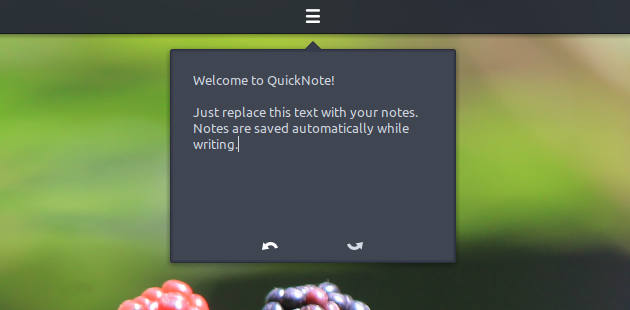 Welcome to QuickNote!
Just replace this text with your notes.
Notes are saved automatically while
writing.